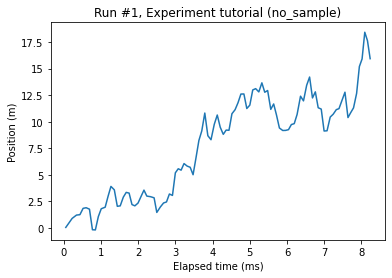 Run #1, Experiment tutorial (no_sample)
Position (m)
17.5
15.0
12.5
10.0
7.5
5.0
2.5
0
0 1 2 3 4 5 6 7 8
Elapsed time (ms)